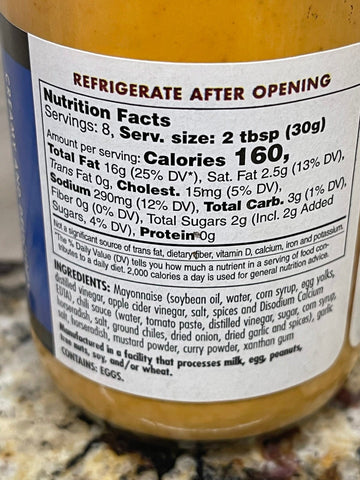 REFRIGERATE AFTER OPENING
Nutrition Facts
Servings: 8, Serv. size: 2 tbsp (30g)
Amount per serving: Calories 160,
Total Fat 16g (25% DV*), Sat. Fat 2.5g (13% DV),
Trans Fat 0g, Cholest. 15mg (5% DV),
Sodium 290mg (12% DV), Total Carb. 3g (1% DV),
Fiber 0g (0% DV), Total Sugars 2g (Incl. 2g Added
Sugars, 4% DV), Protein 0g
Not a significant source of trans fat, dietary fiber, vitamin D, calcium, iron and potassium.
*The % Daily Value (DV) tells you how much a nutrient in a serving of food con-
tributes to a daily diet. 2,000 calories a day is used for general nutrition advice.
INGREDIENTS: Mayonnaise (soybean oil, water, corn syrup, egg yolks,
distilled vinegar, apple cider vinegar, salt, spices and Disodium Calcium
EDTA), chili sauce (water, tomato paste, distilled vinegar, sugar, corn syrup,
horseradish, salt, ground chiles, dried onion, dried garlic and spices), garlic
salt, horseradish, mustard powder, curry powder, xanthan gum
Manufactured in a facility that processes milk, egg, peanuts,
tree nuts, soy, and/or wheat.
CONTAINS: EGGS.